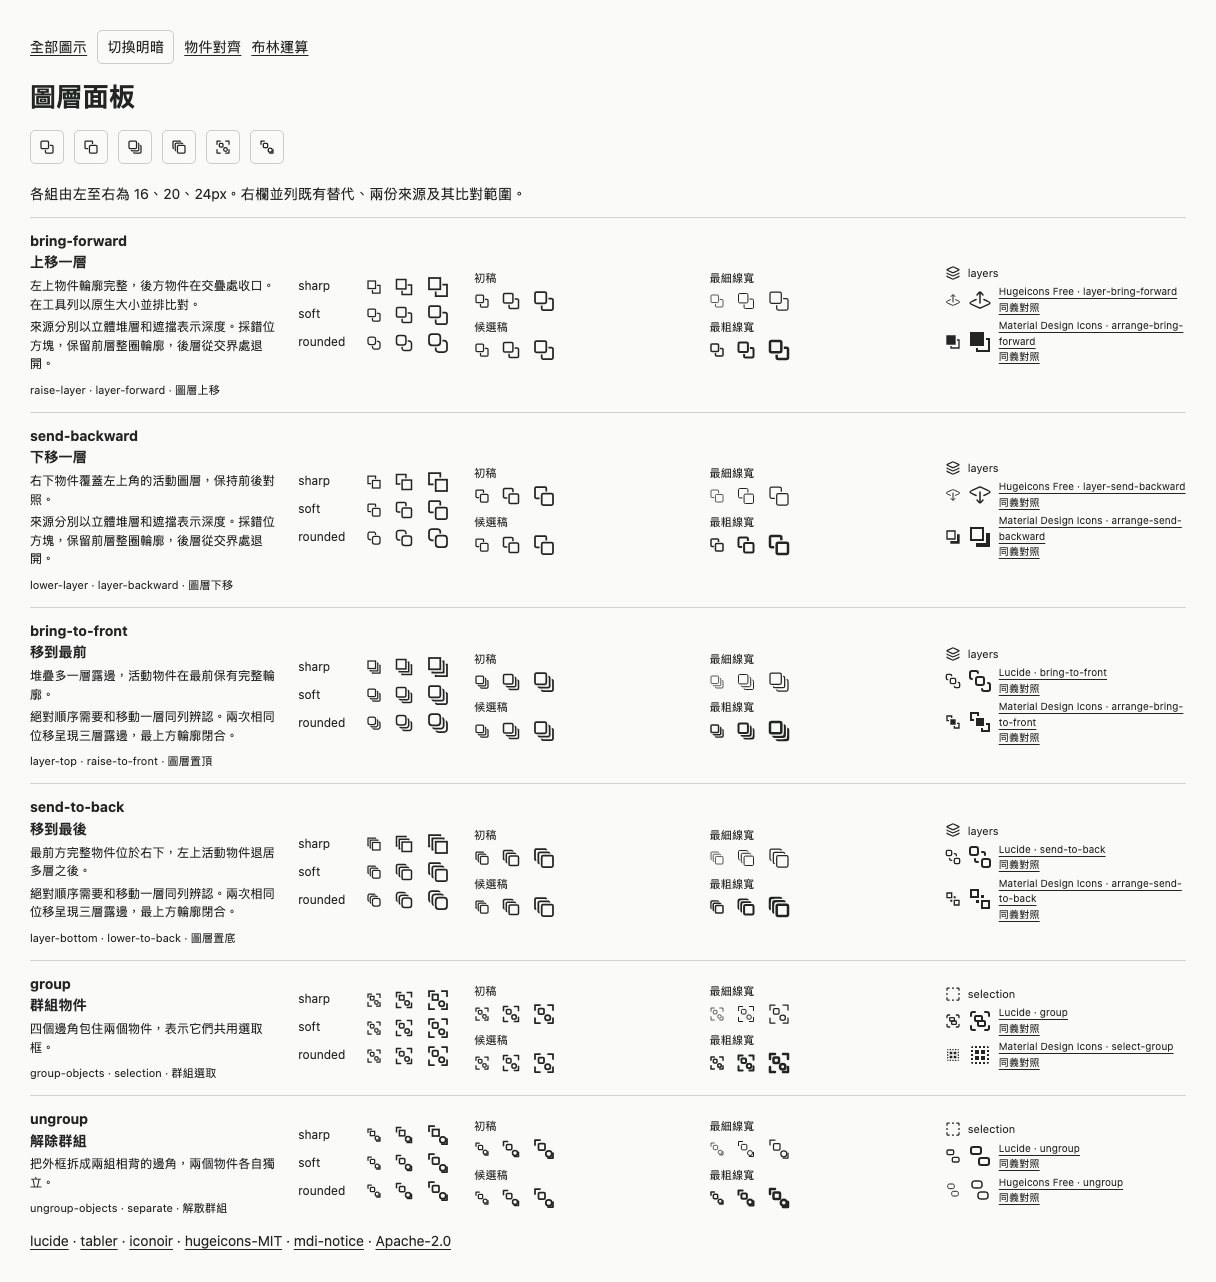 全部圖示 切換明暗 物件對齊 布林運算
圖層面板
各組由左至右為 16、20、24px。右欄並列既有替代、兩份來源及其比對範圍。
bring-forward
上移一層
左上物件輪廓完整，後方物件在交疊處收口。
在工具列以原生大小並排比對。
來源分別以立體堆層和遮擋表示深度。採錯位
方塊，保留前層整圈輪廓，後層從交界處退
開。
raise-layer · layer-forward · 圖層上移
sharp
soft
rounded
初稿
候選稿
最細線寬
最粗線寬
layers
Hugeicons Free · layer-bring-forward
同義對照
Material Design Icons · arrange-bring-
forward
同義對照
send-backward
下移一層
右下物件覆蓋左上角的活動圖層，保持前後對
照。
來源分別以立體堆層和遮擋表示深度。採錯位
方塊，保留前層整圈輪廓，後層從交界處退
開。
lower-layer · layer-backward · 圖層下移
sharp
soft
rounded
初稿
候選稿
最細線寬
最粗線寬
layers
Hugeicons Free · layer-send-backward
同義對照
Material Design Icons · arrange-send-
backward
同義對照
bring-to-front
移到最前
堆疊多一層露邊，活動物件在最前保有完整輪
廓。
絕對順序需要和移動一層同列辨認。兩次相同
位移呈現三層露邊，最上方輪廓閉合。
layer-top · raise-to-front · 圖層置頂
sharp
soft
rounded
初稿
候選稿
最細線寬
最粗線寬
layers
Lucide · bring-to-front
同義對照
Material Design Icons · arrange-bring-
to-front
同義對照
send-to-back
移到最後
最前方完整物件位於右下，左上活動物件退居
多層之後。
絕對順序需要和移動一層同列辨認。兩次相同
位移呈現三層露邊，最上方輪廓閉合。
layer-bottom · lower-to-back · 圖層置底
sharp
soft
rounded
初稿
候選稿
最細線寬
最粗線寬
layers
Lucide · send-to-back
同義對照
Material Design Icons · arrange-send-
to-back
同義對照
group
群組物件
四個邊角包住兩個物件，表示它們共用選取
框。
group-objects · selection · 群組選取
sharp
soft
rounded
初稿
候選稿
最細線寬
最粗線寬
selection
Lucide · group
同義對照
Material Design Icons · select-group
同義對照
ungroup
解除群組
把外框拆成兩組相背的邊角，兩個物件各自獨
立。
ungroup-objects · separate · 解散群組
sharp
soft
rounded
初稿
候選稿
最細線寬
最粗線寬
selection
Lucide · ungroup
同義對照
Hugeicons Free · ungroup
同義對照
lucide · tabler · iconoir · hugeicons-MIT · mdi-notice · Apache-2.0